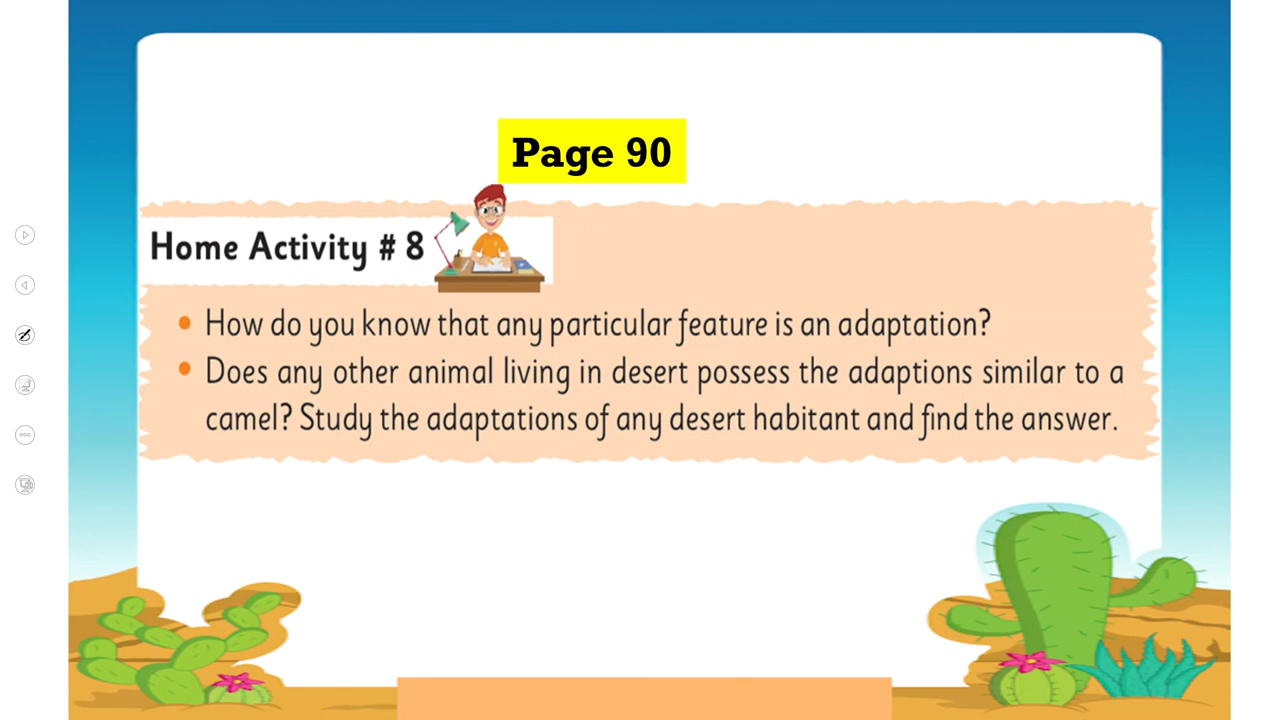 Page 90
Home Activity # 8
• How do you know that any particular feature is an adaptation?
• Does any other animal living in desert possess the adaptions similar to a
camel? Study the adaptations of any desert habitant and find the answer.